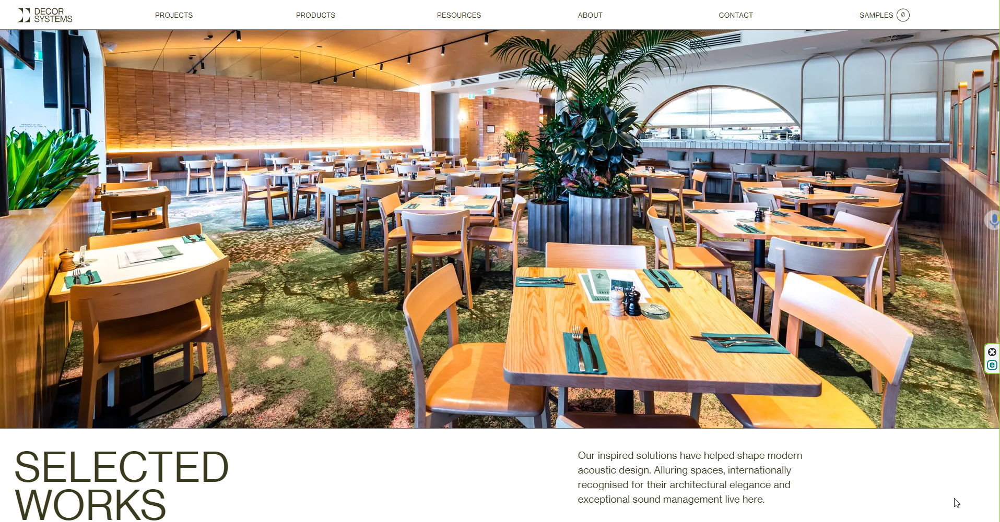 DECOR
SYSTEMS
PROJECTS
PRODUCTS
RESOURCES
ABOUT
CONTACT
SAMPLES 0
SELECTED
WORKS
Our inspired solutions have helped shape modern
acoustic design. Alluring spaces, internationally
recognised for their architectural elegance and
exceptional sound management live here.